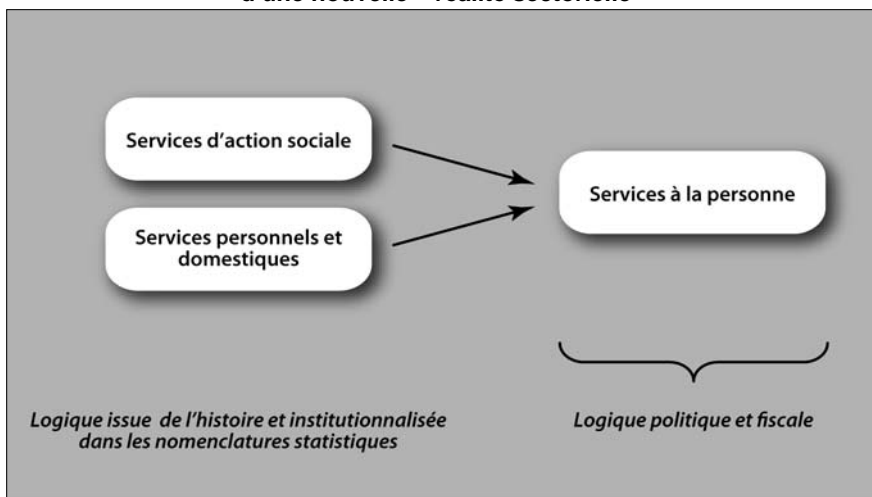 Services d'action sociale
Services personnels et
domestiques
Services à la personne
Logique issue de l'histoire et institutionnalisée
dans les nomenclatures statistiques
Logique politique et fiscale